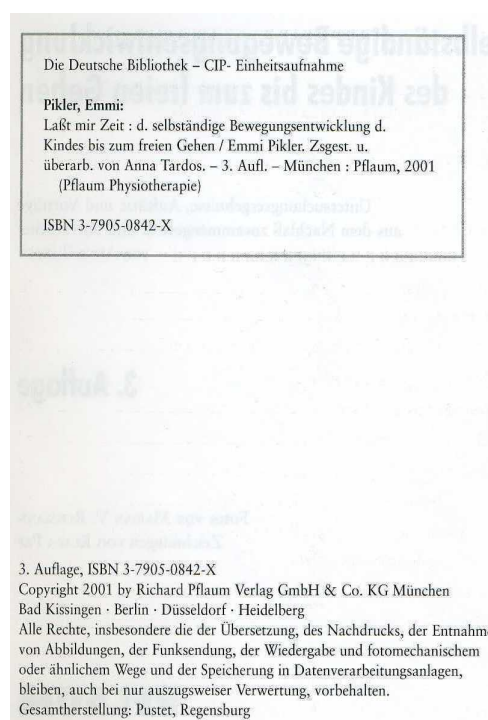 Die Deutsche Bibliothek – CIP- Einheitsaufnahme
Pikler, Emmi:
Laßt mir Zeit : d. selbständige Bewegungsentwicklung d.
Kindes bis zum freien Gehen / Emmi Pikler. Zsgest. u.
überarb. von Anna Tardos. – 3. Aufl. – München : Pflaum, 2001
(Pflaum Physiotherapie)
ISBN 3-7905-0842-X
3. Auflage, ISBN 3-7905-0842-X
Copyright 2001 by Richard Pflaum Verlag GmbH & Co. KG München
Bad Kissingen · Berlin · Düsseldorf · Heidelberg
Alle Rechte, insbesondere die der Übersetzung, des Nachdrucks, der Entnahme
von Abbildungen, der Funksendung, der Wiedergabe und fotomechanischem
oder ähnlichem Wege und der Speicherung in Datenverarbeitungsanlagen,
bleiben, auch bei nur auszugsweiser Verwertung, vorbehalten.
Gesamtherstellung: Pustet, Regensburg